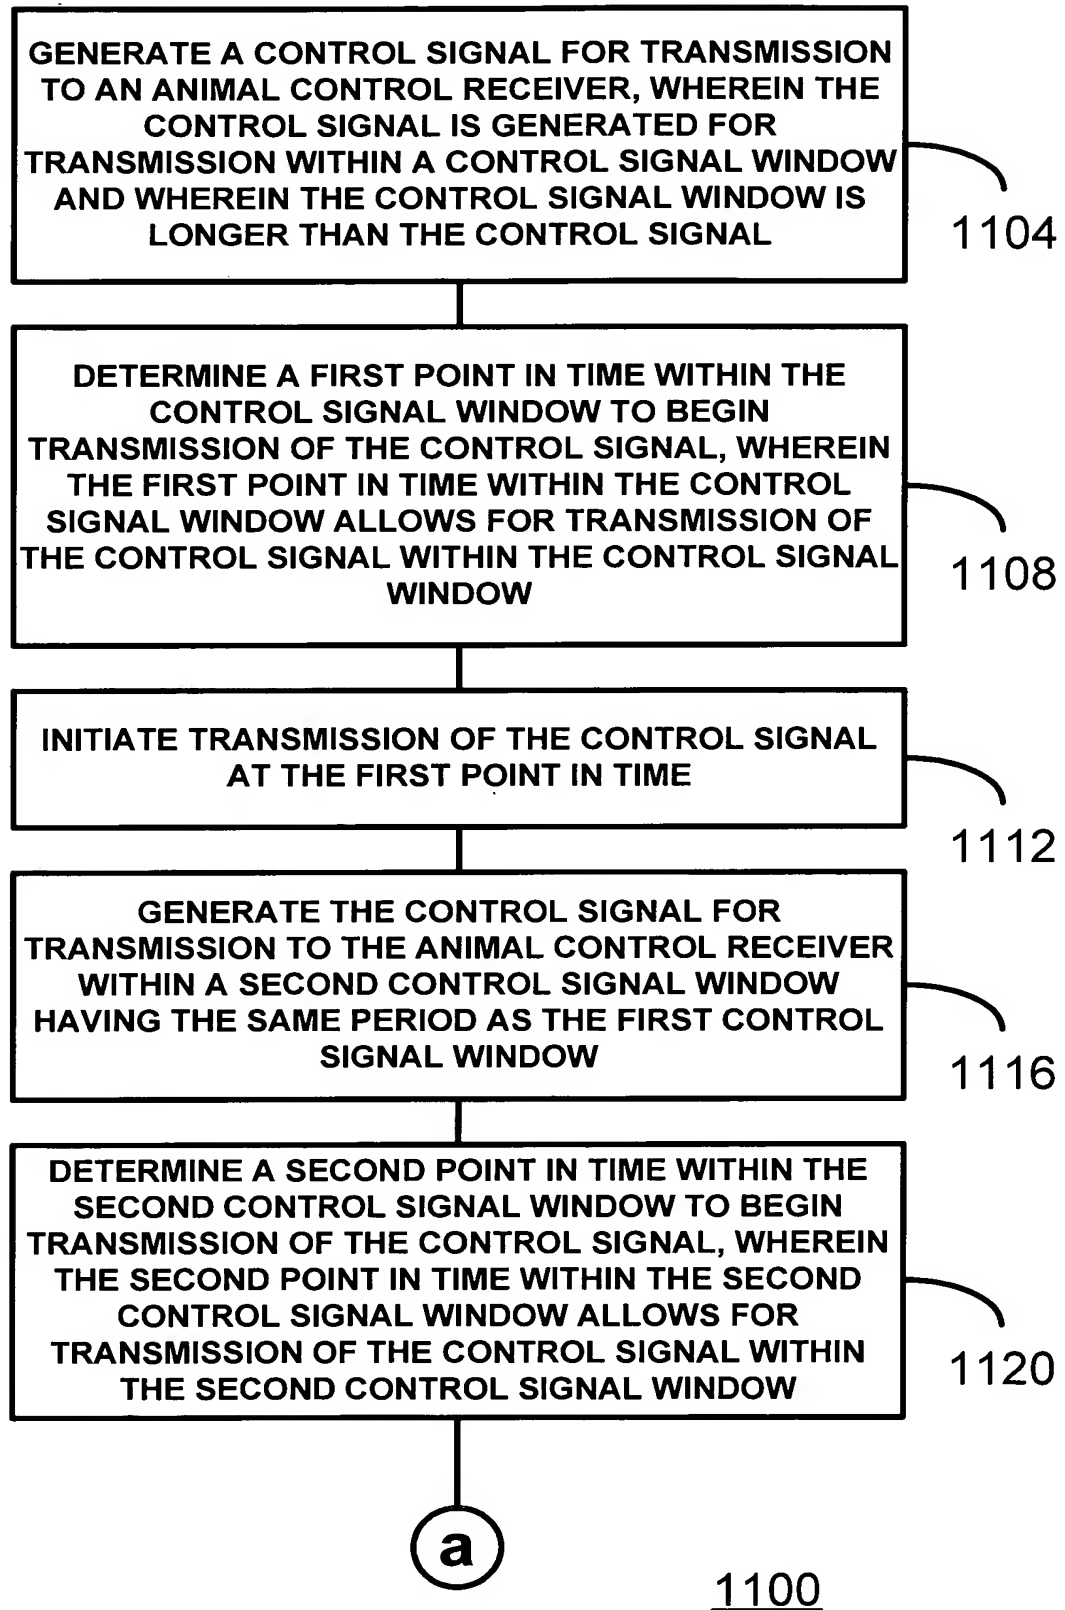 GENERATE A CONTROL SIGNAL FOR TRANSMISSION
TO AN ANIMAL CONTROL RECEIVER, WHEREIN THE
CONTROL SIGNAL IS GENERATED FOR
TRANSMISSION WITHIN A CONTROL SIGNAL WINDOW
AND WHEREIN THE CONTROL SIGNAL WINDOW IS
LONGER THAN THE CONTROL SIGNAL
1104
DETERMINE A FIRST POINT IN TIME WITHIN THE
CONTROL SIGNAL WINDOW TO BEGIN
TRANSMISSION OF THE CONTROL SIGNAL, WHEREIN
THE FIRST POINT IN TIME WITHIN THE CONTROL
SIGNAL WINDOW ALLOWS FOR TRANSMISSION OF
THE CONTROL SIGNAL WITHIN THE CONTROL SIGNAL
WINDOW
1108
INITIATE TRANSMISSION OF THE CONTROL SIGNAL
AT THE FIRST POINT IN TIME
1112
GENERATE THE CONTROL SIGNAL FOR
TRANSMISSION TO THE ANIMAL CONTROL RECEIVER
WITHIN A SECOND CONTROL SIGNAL WINDOW
HAVING THE SAME PERIOD AS THE FIRST CONTROL
SIGNAL WINDOW
1116
DETERMINE A SECOND POINT IN TIME WITHIN THE
SECOND CONTROL SIGNAL WINDOW TO BEGIN
TRANSMISSION OF THE CONTROL SIGNAL, WHEREIN
THE SECOND POINT IN TIME WITHIN THE SECOND
CONTROL SIGNAL WINDOW ALLOWS FOR
TRANSMISSION OF THE CONTROL SIGNAL WITHIN
THE SECOND CONTROL SIGNAL WINDOW
1120
a
1100